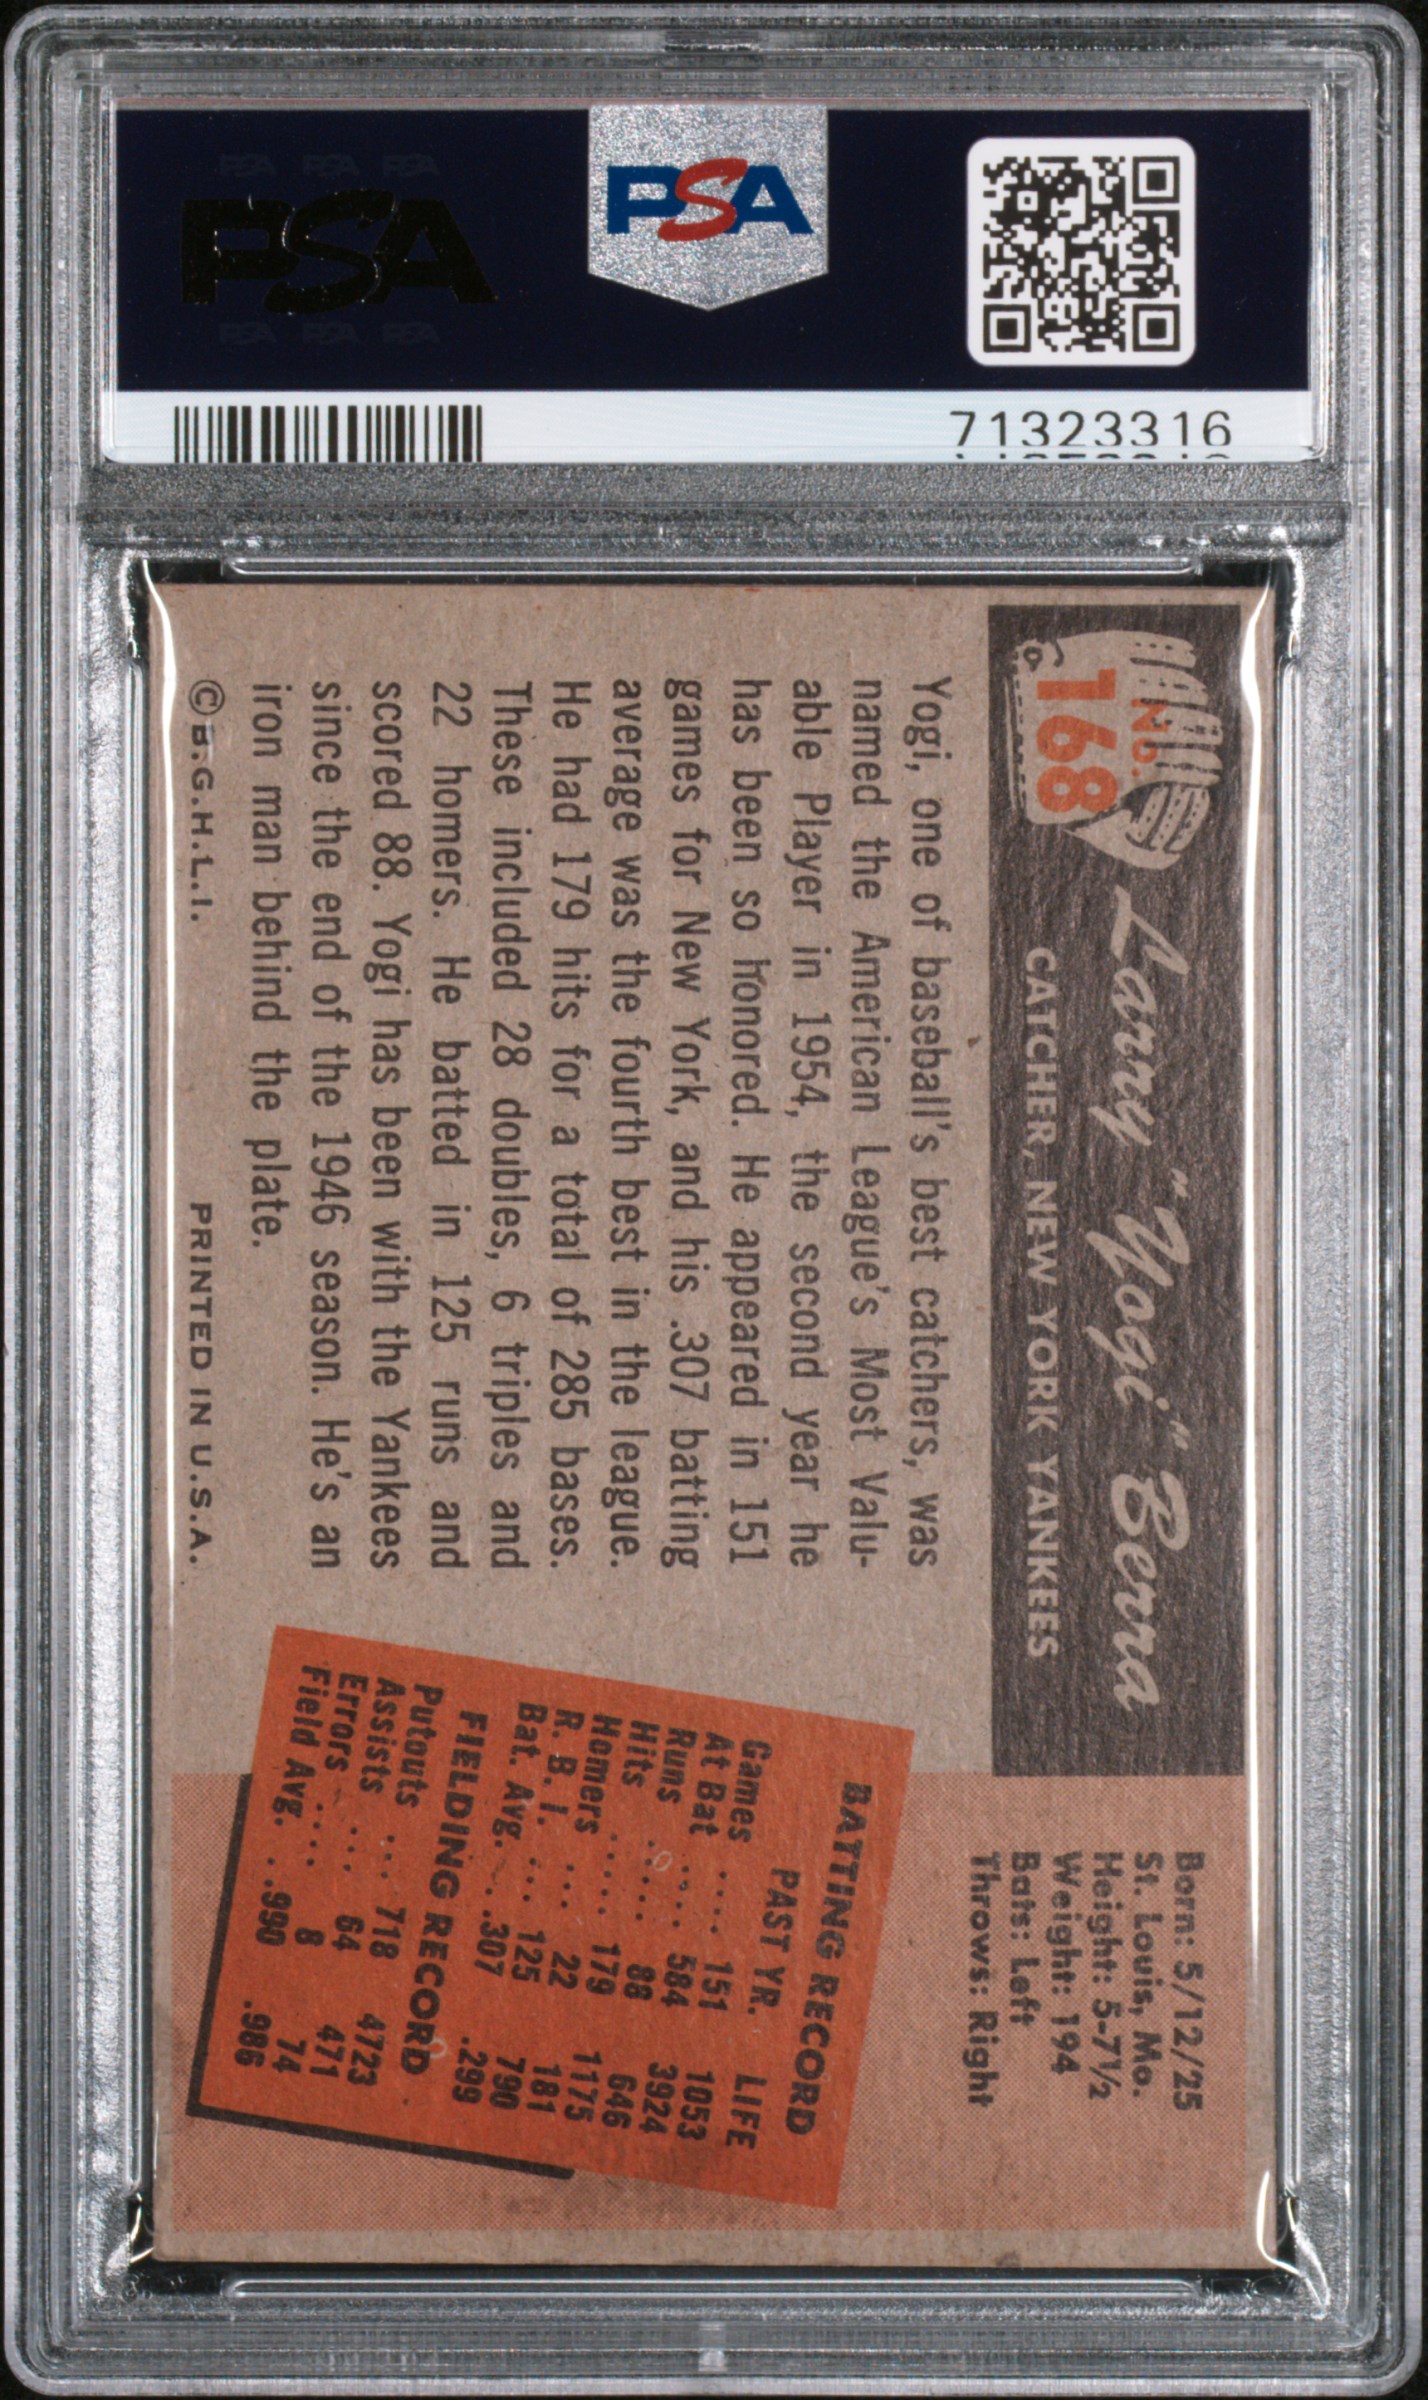 PSA PSA PSA
PSA
PSA PSA PSA
PSA
71323316
No.
168
Larry "Yogi" Berra
CATCHER, NEW YORK YANKEES
Born: 5/12/25
St. Louis, Mo.
Height: 5-7½
Weight: 194
Bats: Left
Throws: Right
Yogi, one of baseball's best catchers, was
named the American League's Most Valu-
able Player in 1954, the second year he
has been so honored. He appeared in 151
games for New York, and his .307 batting
average was the fourth best in the league.
He had 179 hits for a total of 285 bases.
These included 28 doubles, 6 triples and
22 homers. He batted in 125 runs and
scored 88. Yogi has been with the Yankees
since the end of the 1946 season. He's an
iron man behind the plate.
© B.G.H.L.I. PRINTED IN U.S.A.
BATTING RECORD
PAST YR. LIFE
Games .... 151 1053
At Bat .... 584 3924
Runs .... 88 646
Hits .... 179 1175
Homers .... 22 181
R. B. I. ... 125 790
Bat. Avg. .. .307 .299
FIELDING RECORD
Putouts ... 718 4723
Assists ... 64 471
Errors .... 8 74
Field Avg. .. .990 .986